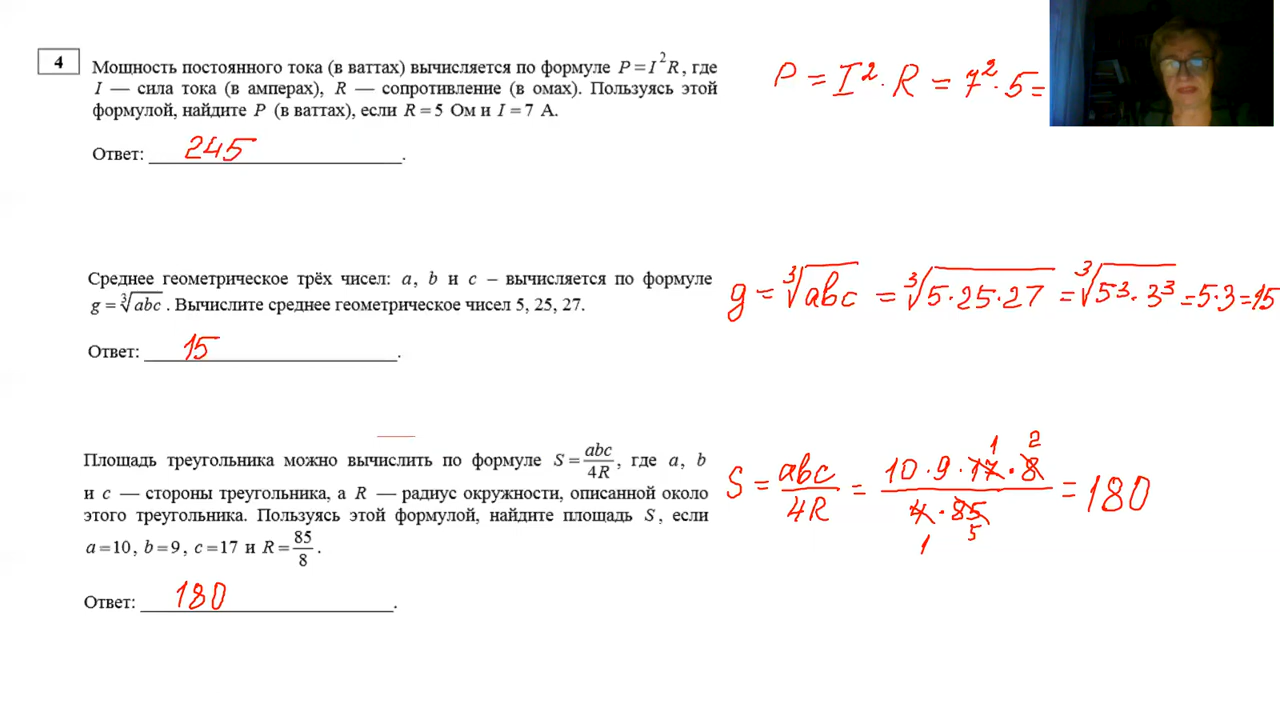 4
Мощность постоянного тока (в ваттах) вычисляется по формуле P = I²R, где
I — сила тока (в амперах), R — сопротивление (в омах). Пользуясь этой
формулой, найдите P (в ваттах), если R = 5 Ом и I = 7 А.
Ответ: 245.
P = I² · R = 7² · 5 =
Среднее геометрическое трёх чисел: a, b и c – вычисляется по формуле
g = ∛abc. Вычислите среднее геометрическое чисел 5, 25, 27.
Ответ: 15.
g = ∛abc = ∛5·25·27 = ∛5³·3³ = 5·3 = 15
Площадь треугольника можно вычислить по формуле S = abc/4R, где a, b
и c — стороны треугольника, а R — радиус окружности, описанной около
этого треугольника. Пользуясь этой формулой, найдите площадь S, если
a = 10, b = 9, c = 17 и R = 85/8.
Ответ: 180.
1 2
S = abc/4R = 10·9·17·8/4·85 = 180
1 5